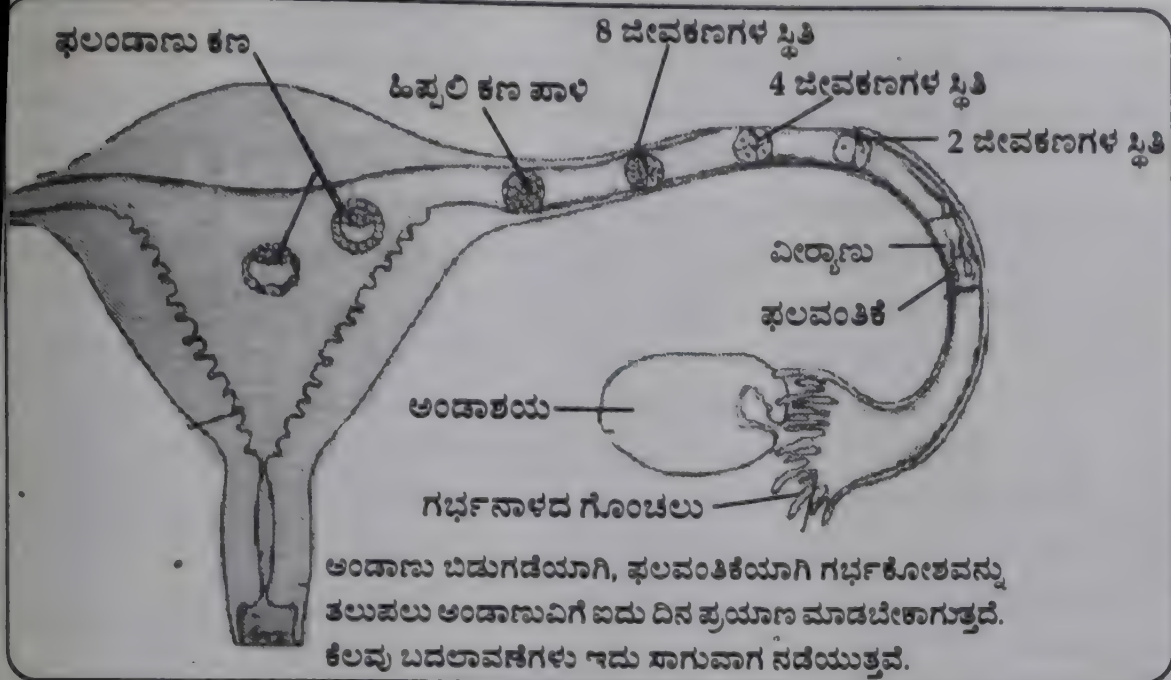 ಫಲಂಡಾಣು ಕಣ
8 ಜೀವಕಣಗಳ ಸ್ಥಿತಿ
ಹಿಪ್ಪಲಿ ಕಣ ಪಾಳಿ
4 ಜೀವಕಣಗಳ ಸ್ಥಿತಿ
2 ಜೀವಕಣಗಳ ಸ್ಥಿತಿ
ವೀರ‍್ಯಾಣು
ಫಲವಂತಿಕೆ
ಅಂಡಾಶಯ
ಗರ್ಭನಾಳದ ಗೊಂಚಲು
ಅಂಡಾಣು ಬಿಡುಗಡೆಯಾಗಿ, ಫಲವಂತಿಕೆಯಾಗಿ ಗರ್ಭಕೋಶವನ್ನು
ತಲುಪಲು ಅಂಡಾಣುವಿಗೆ ಐದು ದಿನ ಪ್ರಯಾಣ ಮಾಡಬೇಕಾಗುತ್ತದೆ.
ಕೆಲವು ಬದಲಾವಣೆಗಳು ಇದು ಸಾಗುವಾಗ ನಡೆಯುತ್ತವೆ.